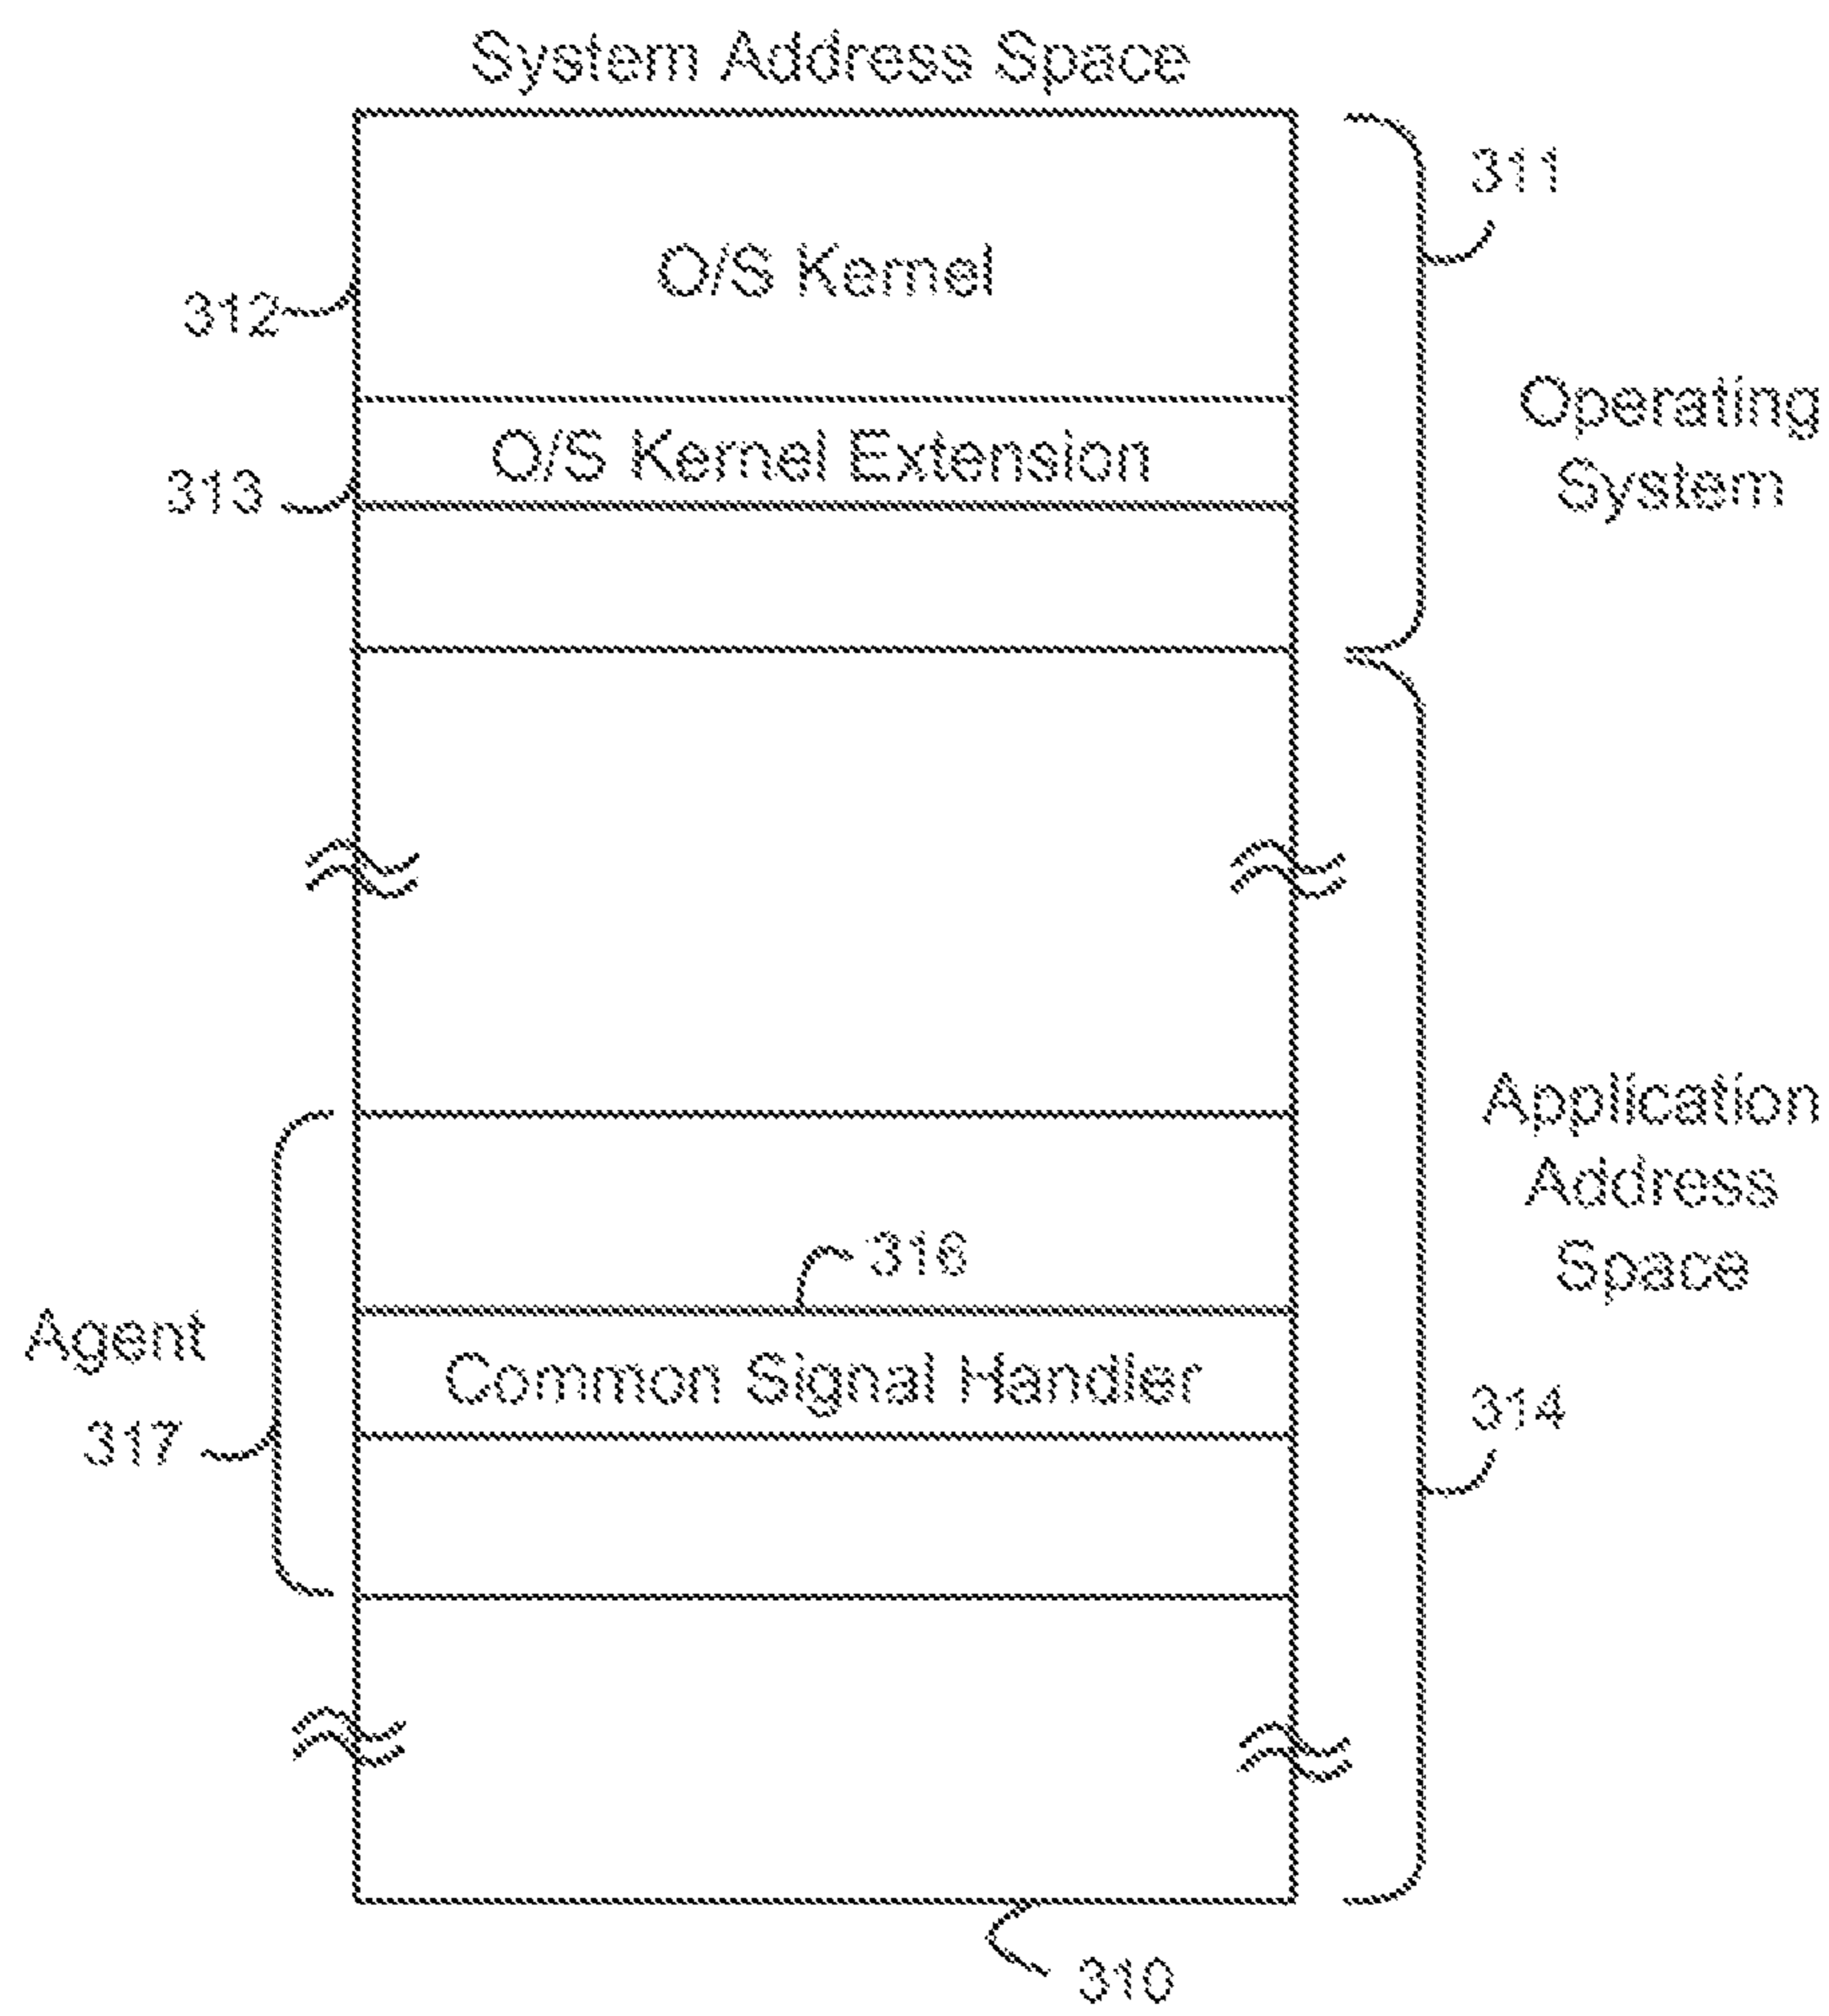 System Address Space
311
O/S Kernel
312
Operating
System
O/S Kernel Extension
313
Application
Address
Space
316
Agent
317
Common Signal Handler
314
310